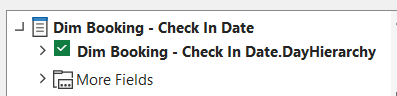 Dim Booking - Check In Date
Dim Booking - Check In Date.DayHierarchy
More Fields